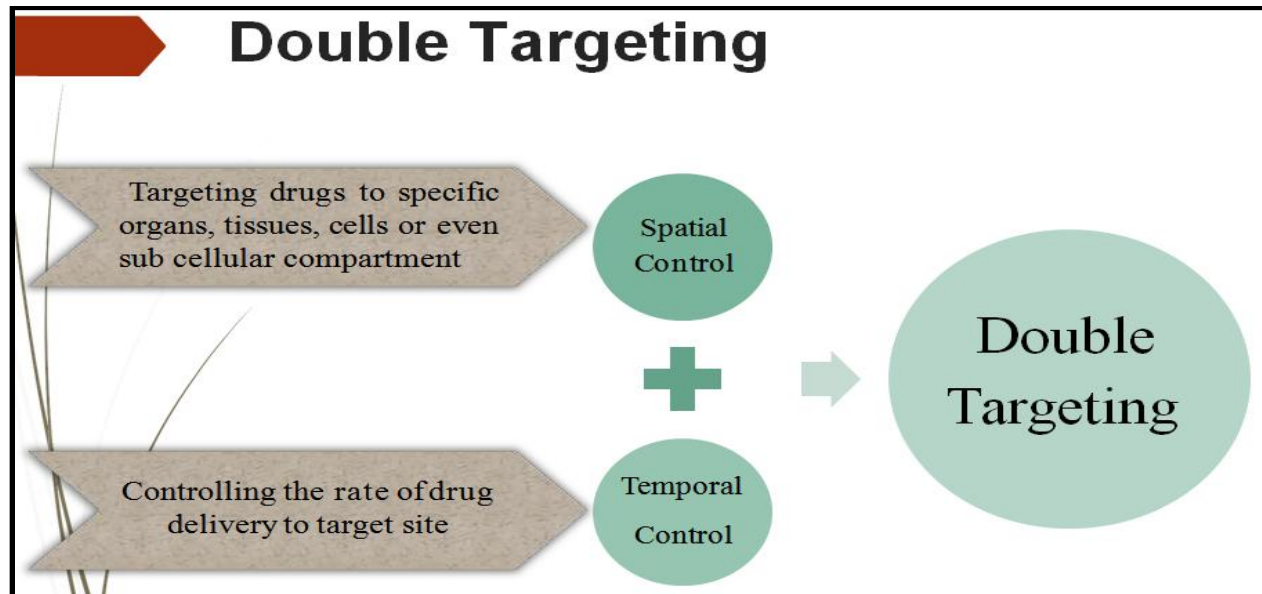 Double Targeting
Targeting drugs to specific
organs, tissues, cells or even
sub cellular compartment
Spatial
Control
Controlling the rate of drug
delivery to target site
Temporal
Control
Double
Targeting